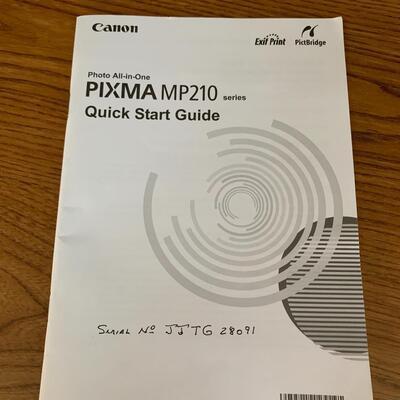 Canon
Exif Print
PictBridge
Photo All-in-One
PIXMA MP210 series
Quick Start Guide
Serial No JJTG 28091